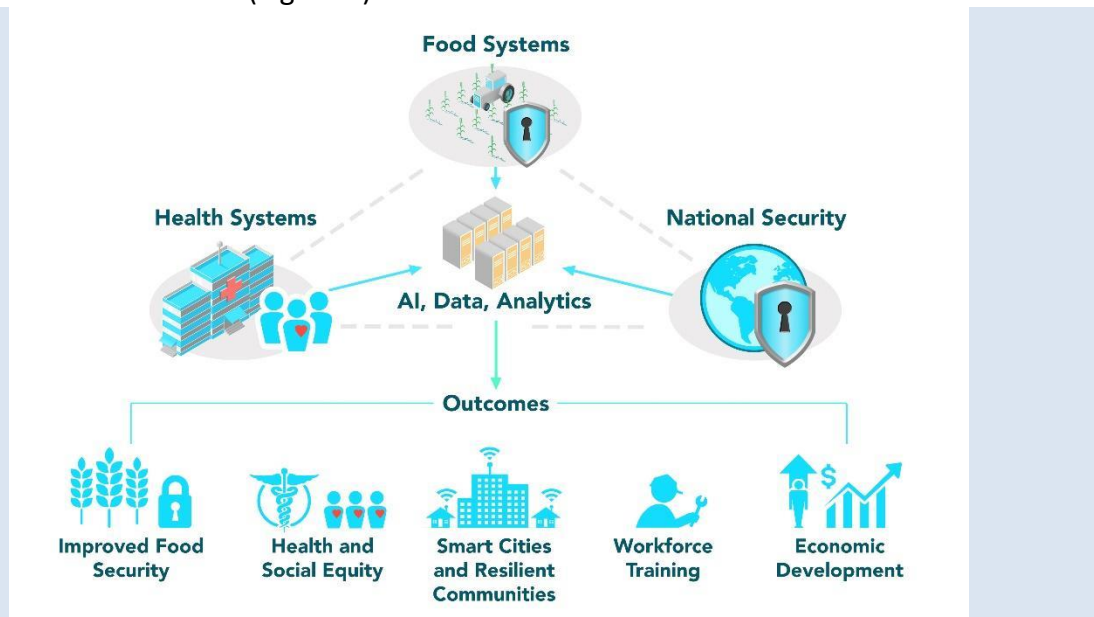 Food Systems
Health Systems
National Security
AI, Data, Analytics
Outcomes
$
Improved Food
Security
Health and
Social Equity
Smart Cities
and Resilient
Communities
Workforce
Training
Economic
Development